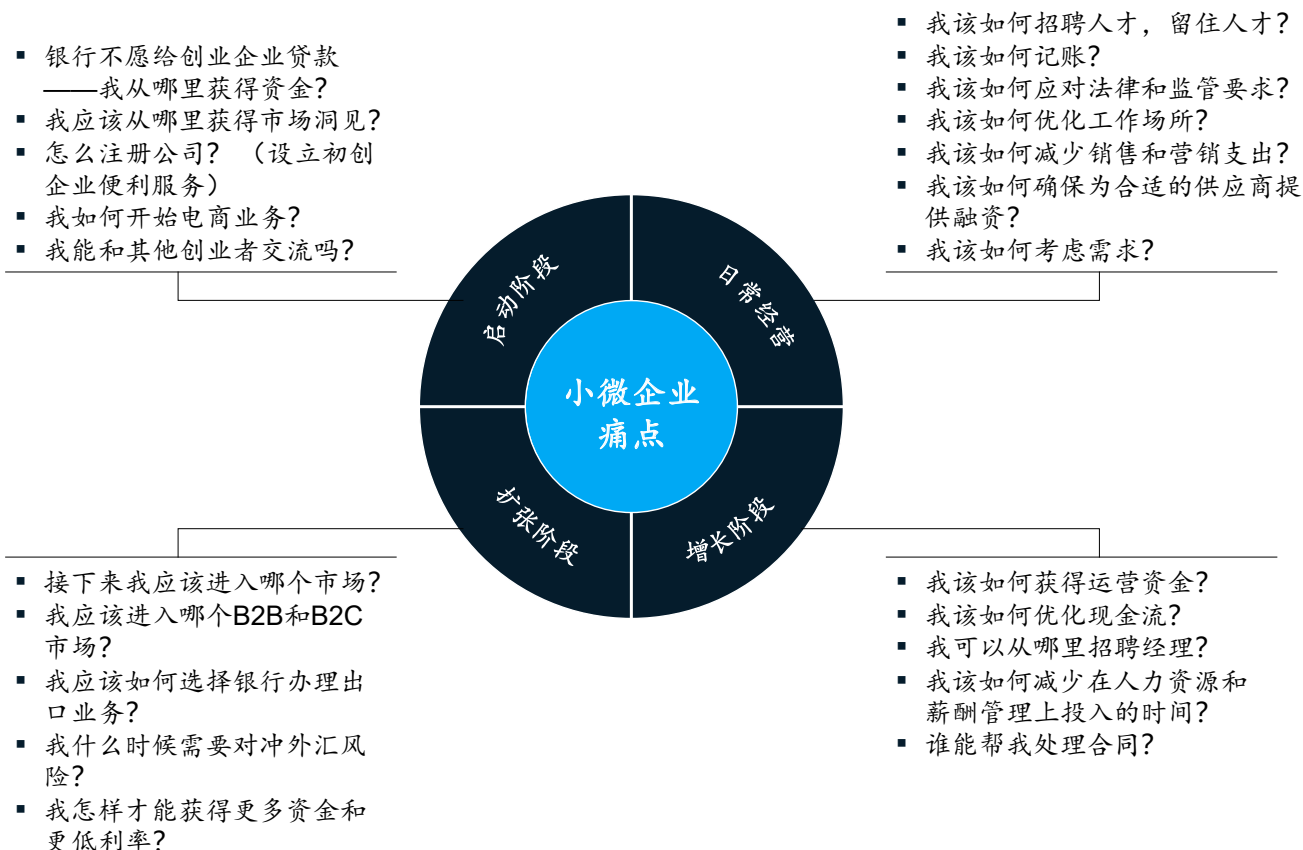 银行不愿给创业企业贷款
——我从哪里获得资金？
我应该从哪里获得市场洞见？
怎么注册公司？ （设立初创
企业便利服务）
我如何开始电商业务？
我能和其他创业者交流吗？
我该如何招聘人才，留住人才？
我该如何记账？
我该如何应对法律和监管要求？
我该如何优化工作场所？
我该如何减少销售和营销支出？
我该如何确保为合适的供应商提
供融资？
我该如何考虑需求？
启动阶段
日常经营
小微企业
痛点
扩张阶段
增长阶段
接下来我应该进入哪个市场？
我应该进入哪个B2B和B2C
市场？
我应该如何选择银行办理出
口业务？
我什么时候需要对冲外汇风
险？
我怎样才能获得更多资金和
更低利率？
我该如何获得运营资金？
我该如何优化现金流？
我可以从哪里招聘经理？
我该如何减少在人力资源和
薪酬管理上投入的时间？
谁能帮我处理合同？